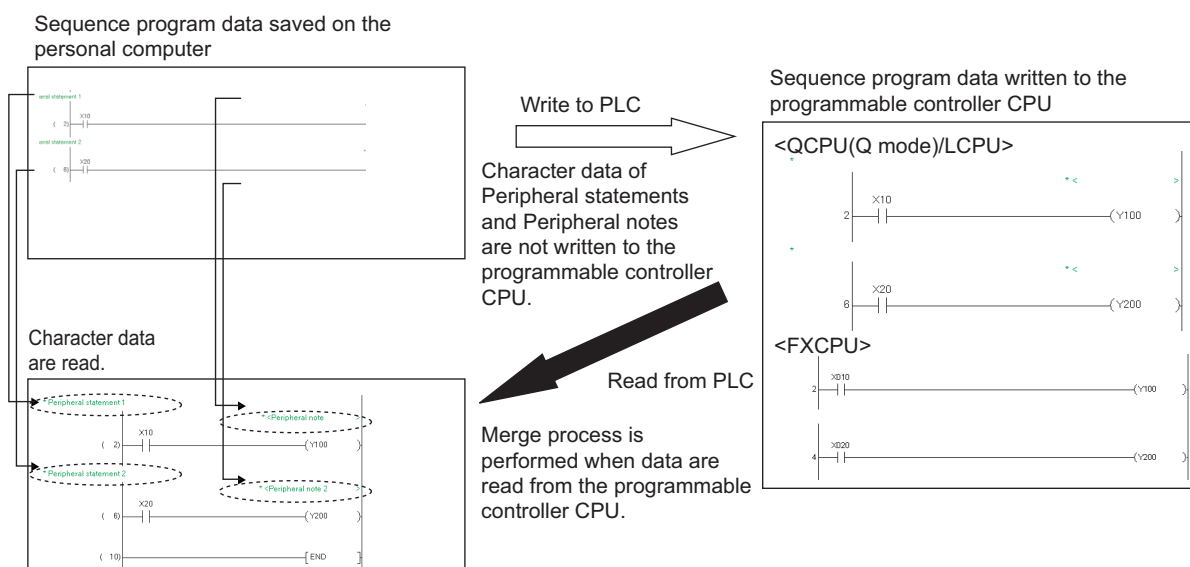 Sequence program data saved on the
personal computer
eral statement 1
X10
( 2)
eral statement 2
X20
( 6)
Write to PLC
Character data of
Peripheral statements
and Peripheral notes
are not written to the
programmable controller
CPU.
Sequence program data written to the
programmable controller CPU
<QCPU(Q mode)/LCPU>
*
* < >
X10
2 (Y100 )
*
* < >
X20
6 (Y200 )
<FXCPU>
X010
2 (Y100 )
X020
4 (Y200 )
Character data
are read.
* Peripheral statement 1
* <Peripheral note >
X10
( 2) (Y100 )
* Peripheral statement 2
* <Peripheral note 2 >
X20
( 6) (Y200 )
( 10) [END ]
Read from PLC
Merge process is
performed when data are
read from the programmable
controller CPU.